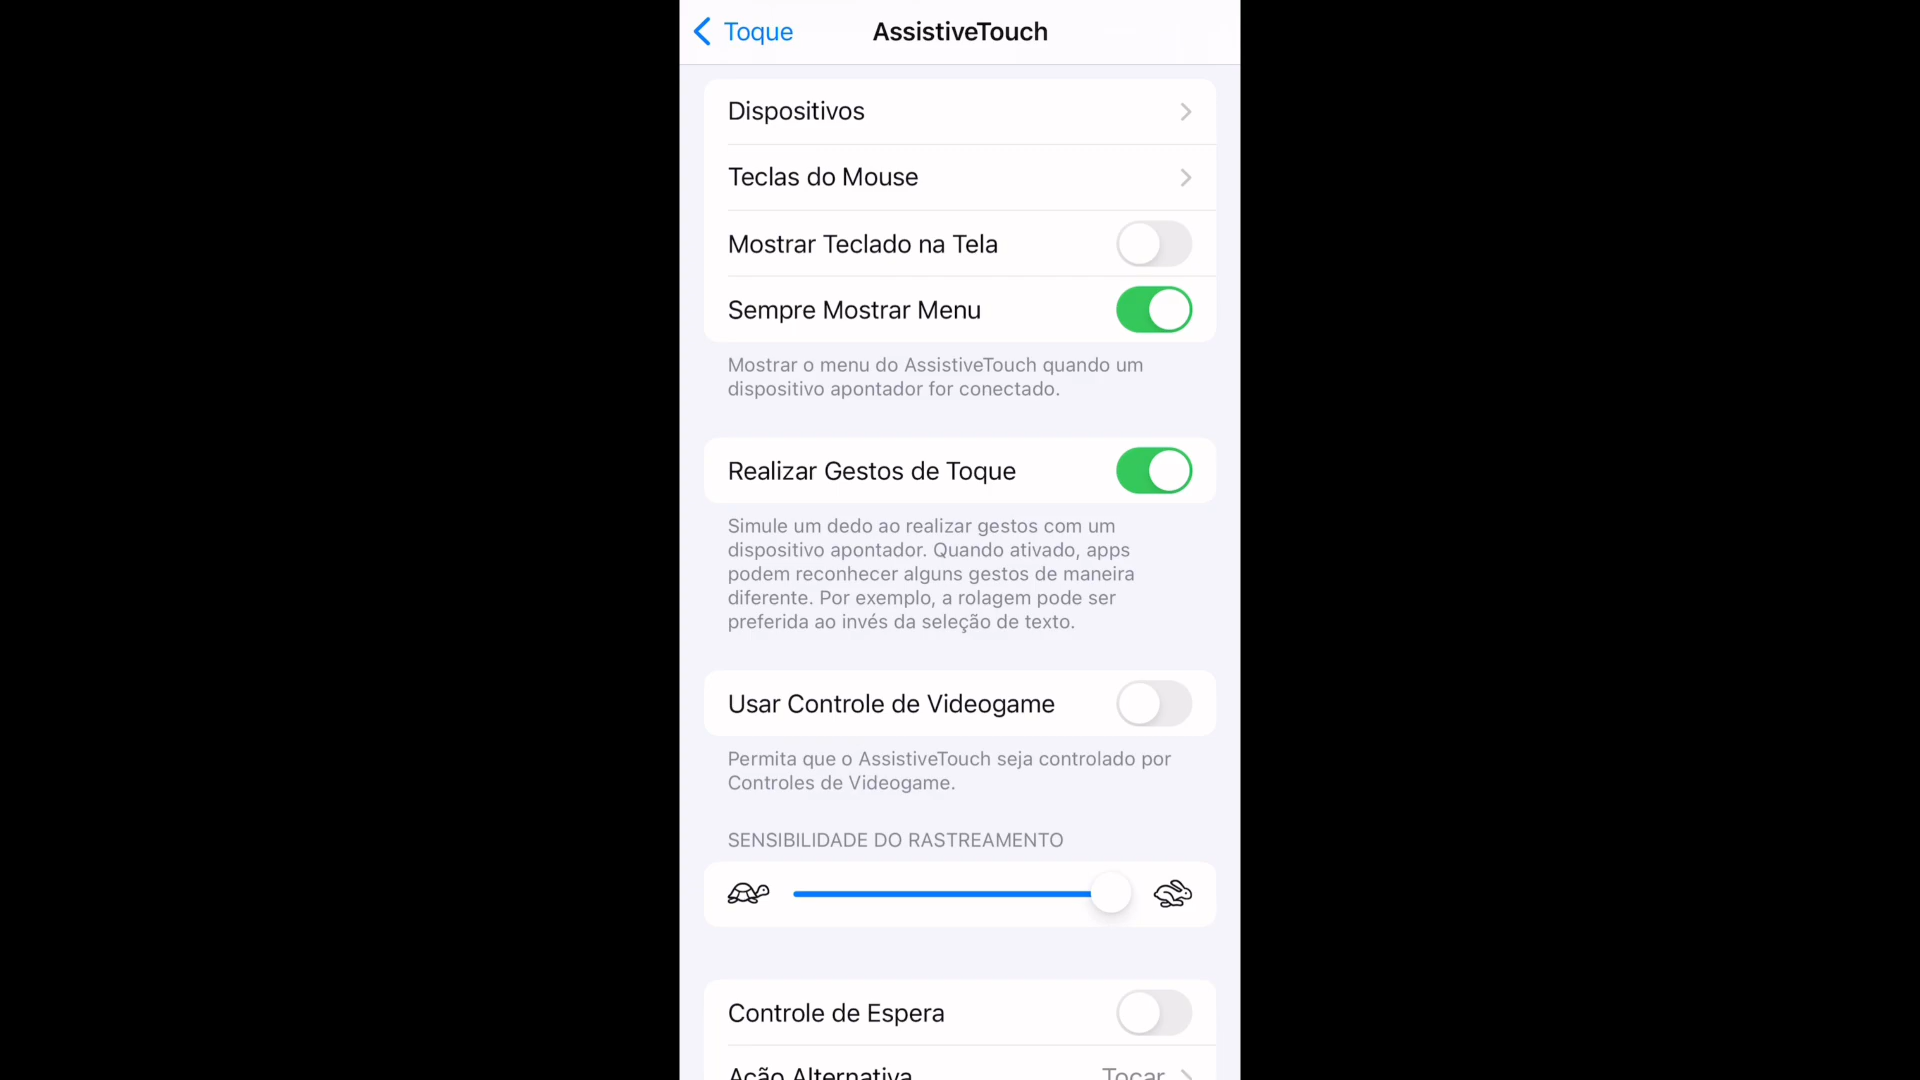 Toque
AssistiveTouch
Dispositivos
Teclas do Mouse
Mostrar Teclado na Tela
Sempre Mostrar Menu
Mostrar o menu do AssistiveTouch quando um
dispositivo apontador for conectado.
Realizar Gestos de Toque
Simule um dedo ao realizar gestos com um
dispositivo apontador. Quando ativado, apps
podem reconhecer alguns gestos de maneira
diferente. Por exemplo, a rolagem pode ser
preferida ao invés da seleção de texto.
Usar Controle de Videogame
Permita que o AssistiveTouch seja controlado por
Controles de Videogame.
SENSIBILIDADE DO RASTREAMENTO
Controle de Espera
Ação Alternativa
Tocar